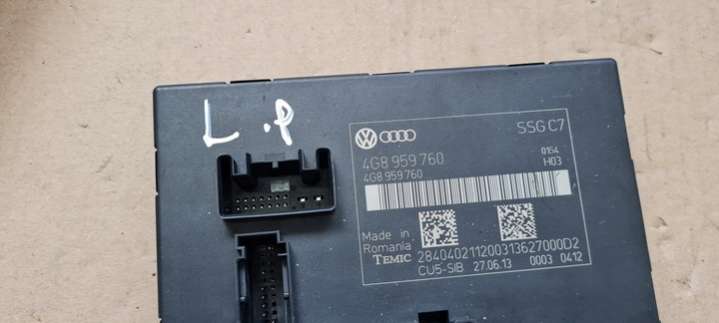 L.P
SSG C7
4G8 959 760
0154
4G8 959 760
H03
Made in
Romania
TEMIC
2840402112003136270000D2
CU5-SIB 27.06.13 0003 0412